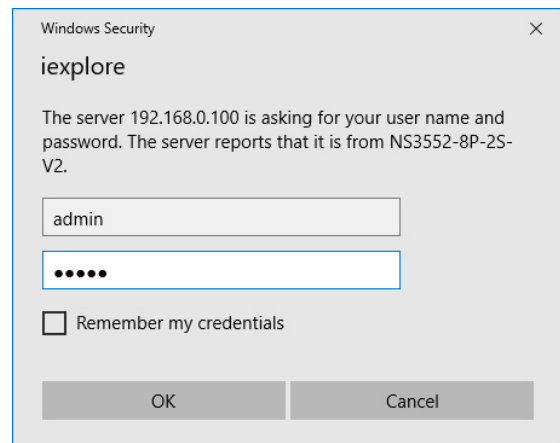 Windows Security
iexplore
The server 192.168.0.100 is asking for your user name and
password. The server reports that it is from NS3552-8P-2S-
V2.
admin
●●●●●
Remember my credentials
OK Cancel